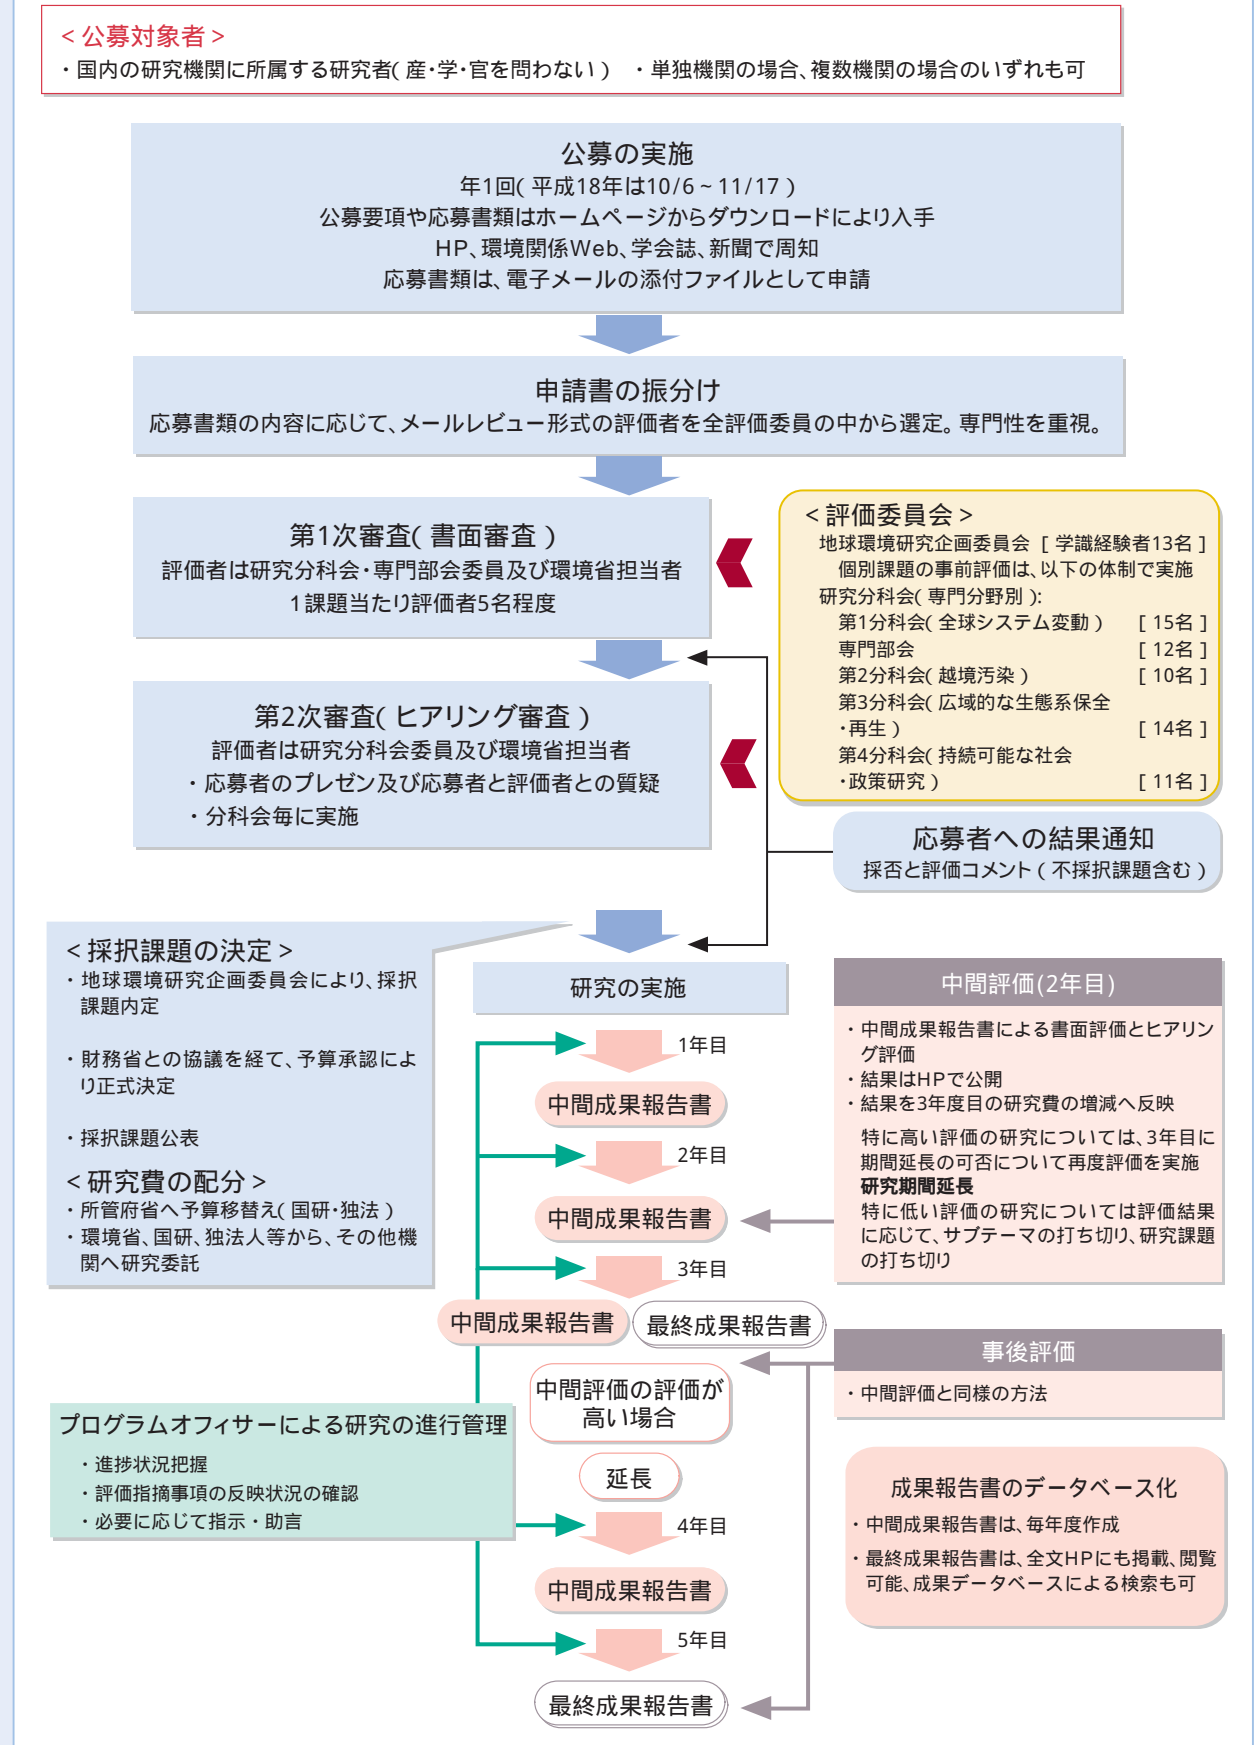 ＜公募対象者＞
・国内の研究機関に所属する研究者（産・学・官を問わない）　・単独機関の場合、複数機関の場合のいずれも可
公募の実施
年1回（平成18年は10/6～11/17）
公募要項や応募書類はホームページからダウンロードにより入手
HP、環境関係Web、学会誌、新聞で周知
応募書類は、電子メールの添付ファイルとして申請
申請書の振分け
応募書類の内容に応じて、メールレビュー形式の評価者を全評価委員の中から選定。専門性を重視。
第1次審査（書面審査）
評価者は研究分科会・専門部会委員及び環境省担当者
1課題当たり評価者5名程度
＜評価委員会＞
地球環境研究企画委員会 [学識経験者13名]
個別課題の事前評価は、以下の体制で実施
研究分科会（専門分野別）:
第1分科会（全球システム変動） [15名]
専門部会 [12名]
第2分科会（越境汚染） [10名]
第3分科会（広域的な生態系保全
・再生） [14名]
第4分科会（持続可能な社会
・政策研究） [11名]
第2次審査（ヒアリング審査）
評価者は研究分科会委員及び環境省担当者
・応募者のプレゼン及び応募者と評価者との質疑
・分科会毎に実施
応募者への結果通知
採否と評価コメント（不採択課題含む）
＜採択課題の決定＞
・地球環境研究企画委員会により、採択
課題内定
・財務省との協議を経て、予算承認によ
り正式決定
・採択課題公表
＜研究費の配分＞
・所管府省へ予算移替え（国研・独法）
・環境省、国研、独法人等から、その他機
関へ研究委託
研究の実施
1年目
中間成果報告書
2年目
中間成果報告書
3年目
中間成果報告書
最終成果報告書
中間評価(2年目)
・中間成果報告書による書面評価とヒアリン
グ評価
・結果はHPで公開
・結果を3年度目の研究費の増減へ反映
特に高い評価の研究については、3年目に
期間延長の可否について再度評価を実施
研究期間延長
特に低い評価の研究については評価結果
に応じて、サブテーマの打ち切り、研究課題
の打ち切り
事後評価
・中間評価と同様の方法
中間評価の評価が
高い場合
延長
プログラムオフィサーによる研究の進行管理
・進捗状況把握
・評価指摘事項の反映状況の確認
・必要に応じて指示・助言
4年目
中間成果報告書
5年目
最終成果報告書
成果報告書のデータベース化
・中間成果報告書は、毎年度作成
・最終成果報告書は、全文HPにも掲載、閲覧
可能、成果データベースによる検索も可